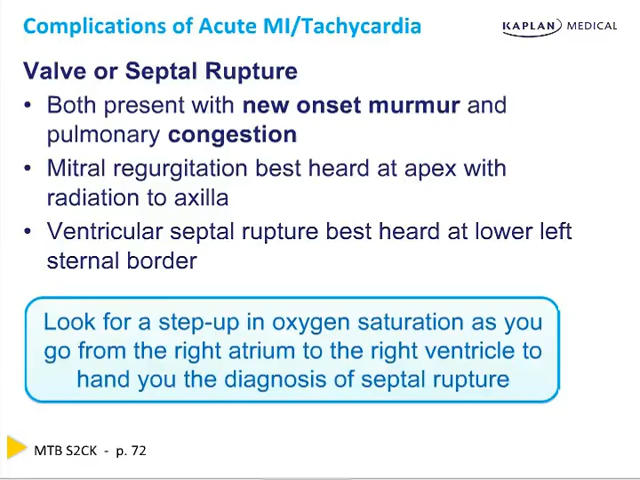 Complications of Acute MI/Tachycardia
KAPLAN MEDICAL
Valve or Septal Rupture
• Both present with new onset murmur and
pulmonary congestion
• Mitral regurgitation best heard at apex with
radiation to axilla
• Ventricular septal rupture best heard at lower left
sternal border
Look for a step-up in oxygen saturation as you
go from the right atrium to the right ventricle to
hand you the diagnosis of septal rupture
MTB S2CK - p. 72